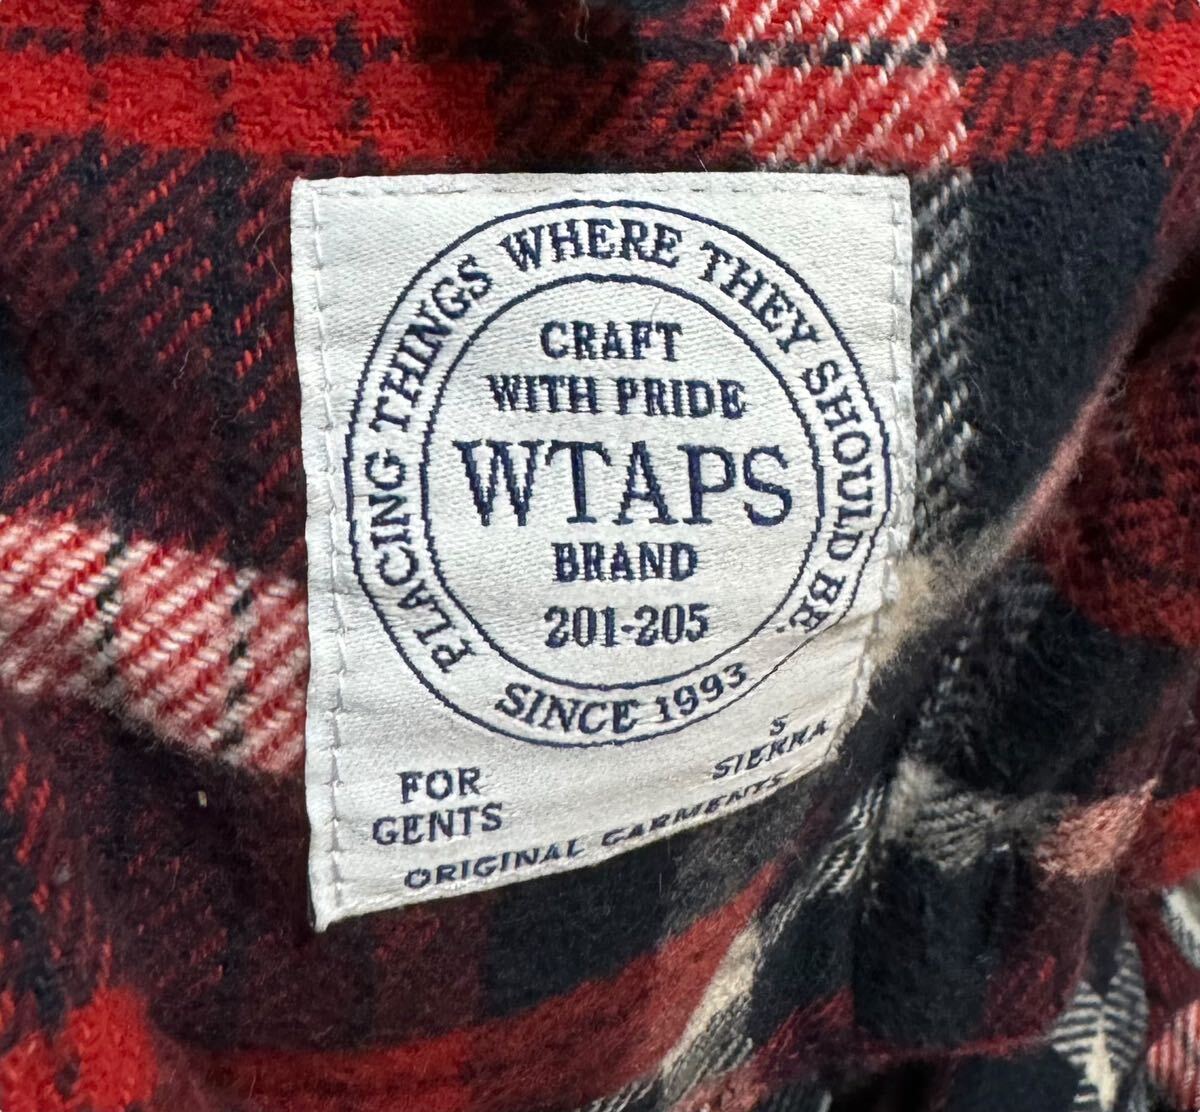 PLACING THINGS WHERE THEY SHOULD BE.
CRAFT
WITH PRIDE
WTAPS
BRAND
201-205
SINCE 1993
FOR
GENTS
S
SIERRA
ORIGINAL GARMENTS